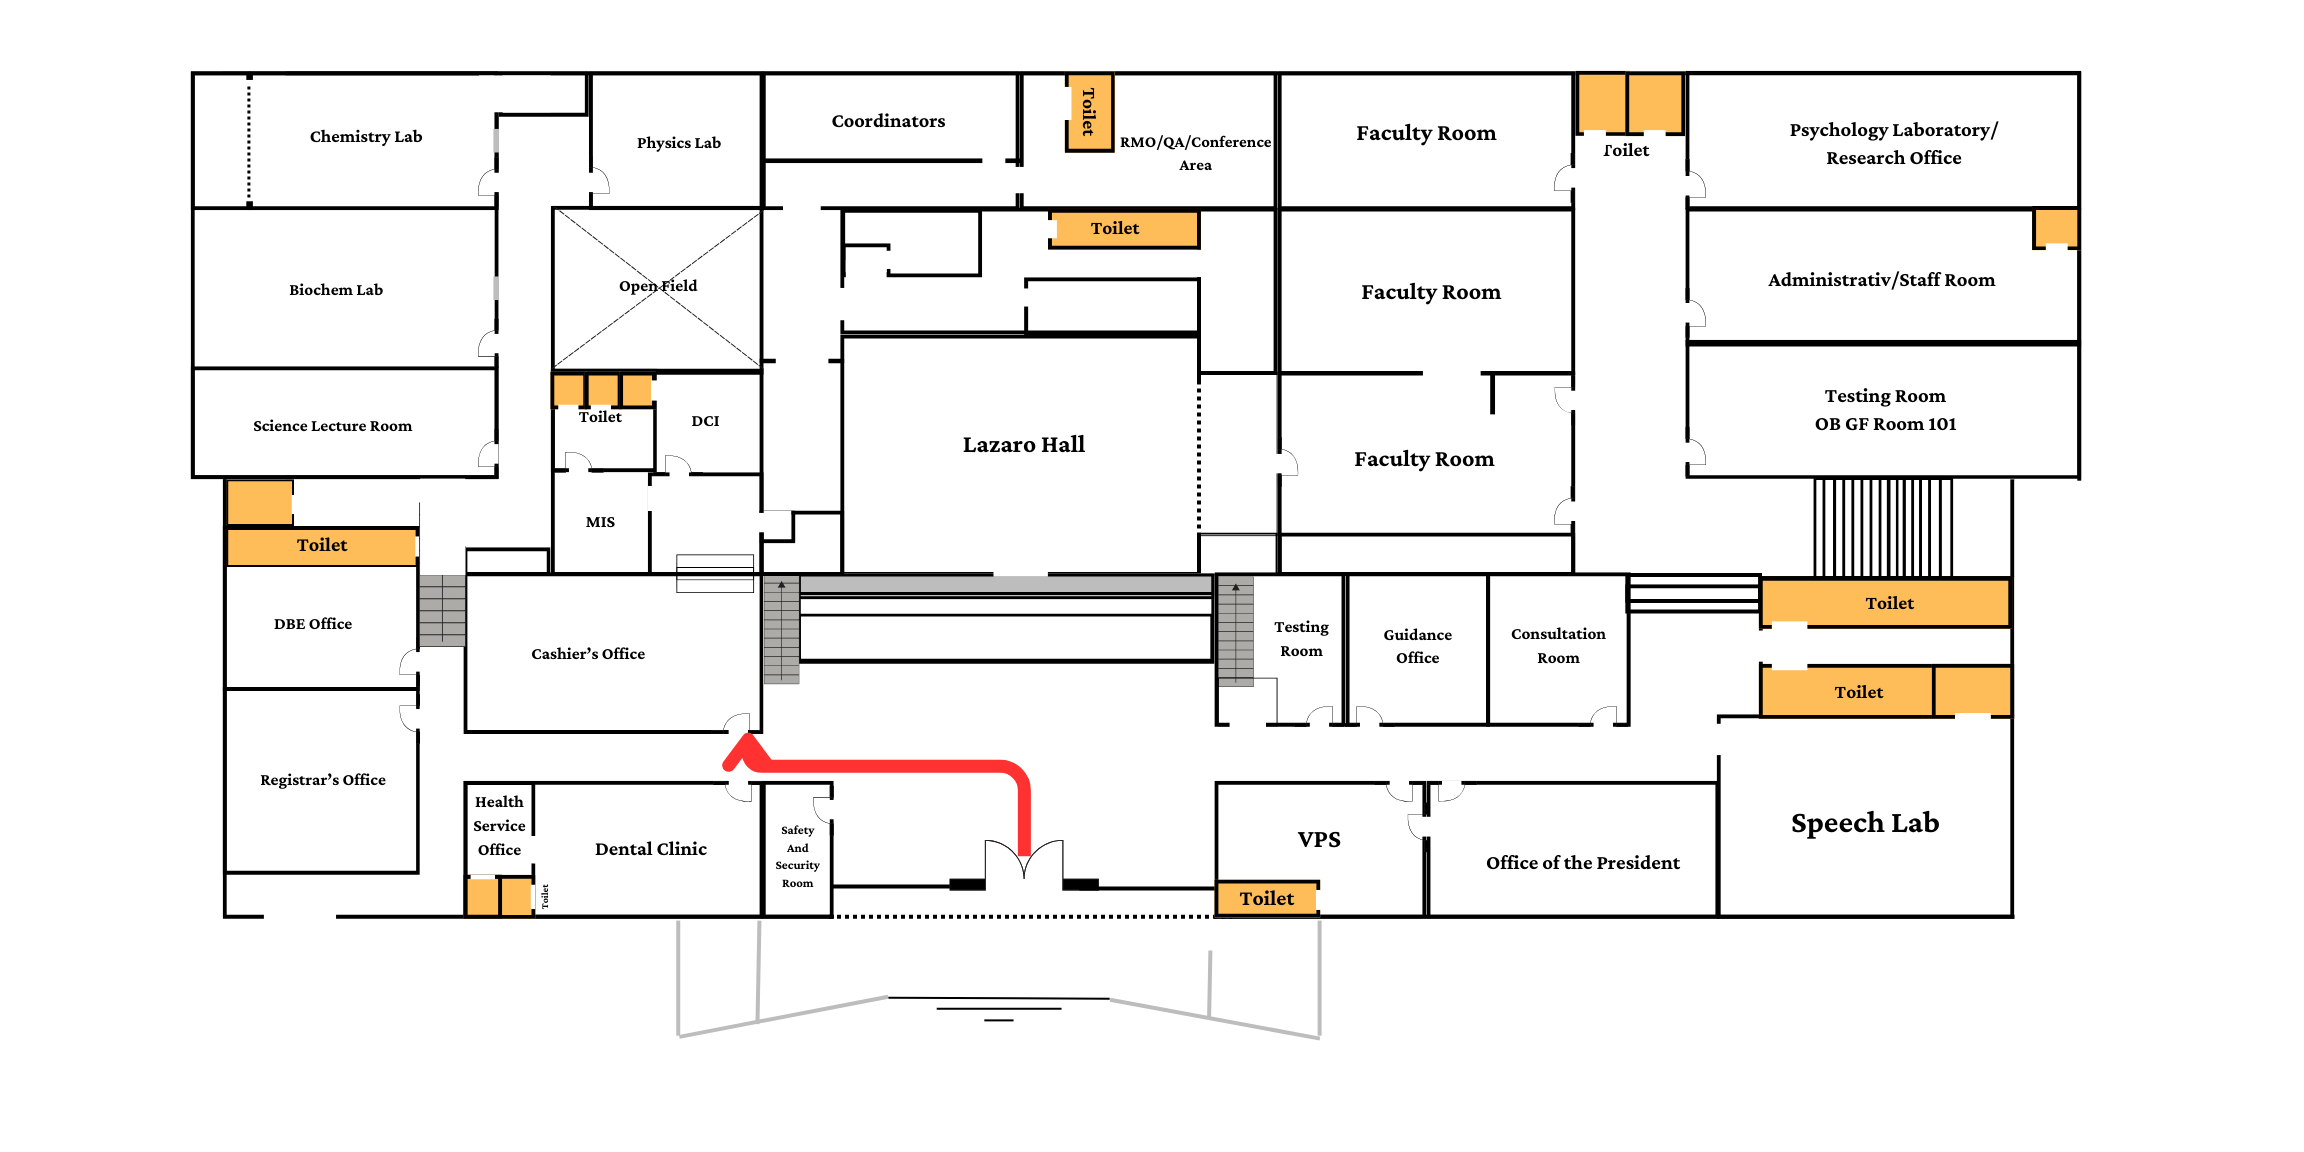 Chemistry Lab
Physics Lab
Coordinators
Toilet
RMO/QA/Conference
Area
Faculty Room
Toilet
Psychology Laboratory/
Research Office
Biochem Lab
Open Field
Toilet
Faculty Room
Administrativ/Staff Room
Science Lecture Room
Toilet
DCI
Lazaro Hall
Faculty Room
Testing Room
OB GF Room 101
MIS
Toilet
DBE Office
Cashier's Office
Testing
Room
Guidance
Office
Consultation
Room
Toilet
Toilet
Registrar's Office
Health
Service
Office
Toilet
Dental Clinic
Safety
And
Security
Room
VPS
Toilet
Office of the President
Speech Lab